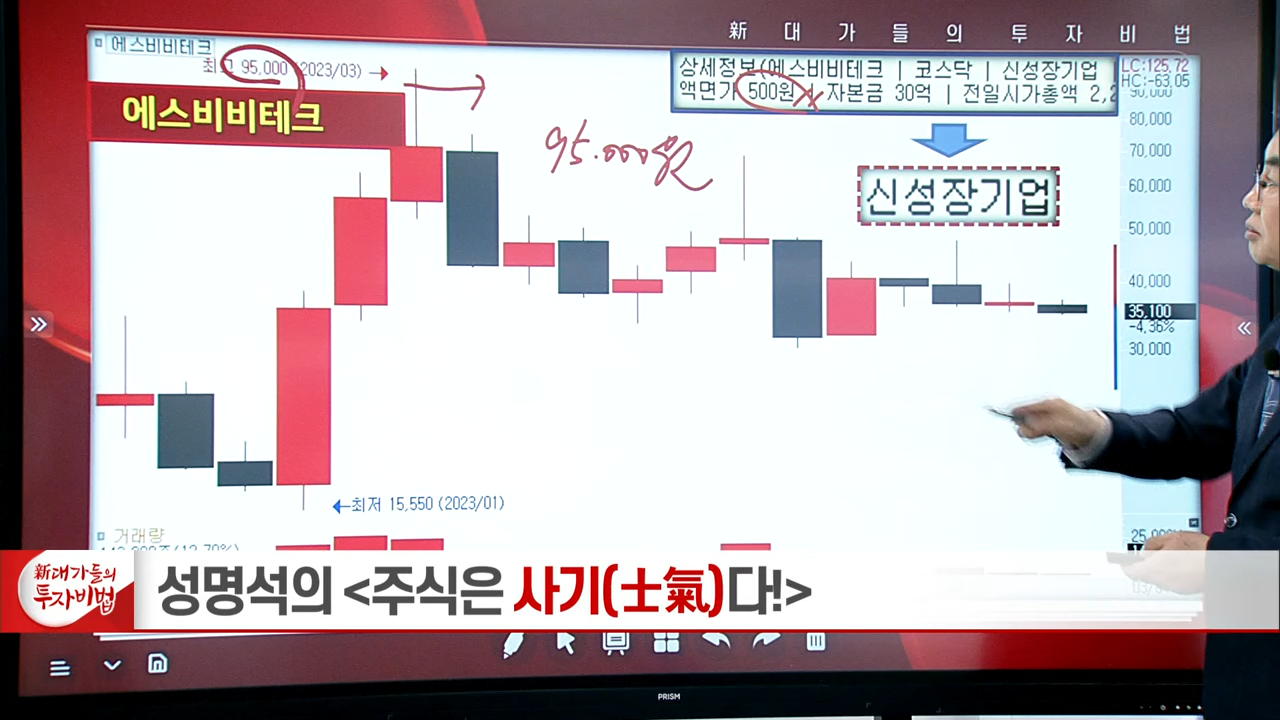 新 대 가 들 의 투 자 비 법
에스비비테크
최고 95,000 (2023/03)
에스비비테크
상세정보(에스비비테크 | 코스닥 | 신성장기업
액면가 500원 | 자본금 30억 | 전일시가총액 2,2
LC:125.72
HC:-63.05
90,000
80,000
95.000원
70,000
신성장기업
60,000
50,000
40,000
35,100
-4.36%
30,000
최저 15,550 (2023/01)
거래량
新대가들의
투자비법
성명석의 <주식은 사기(士氣)다!>
PRISM